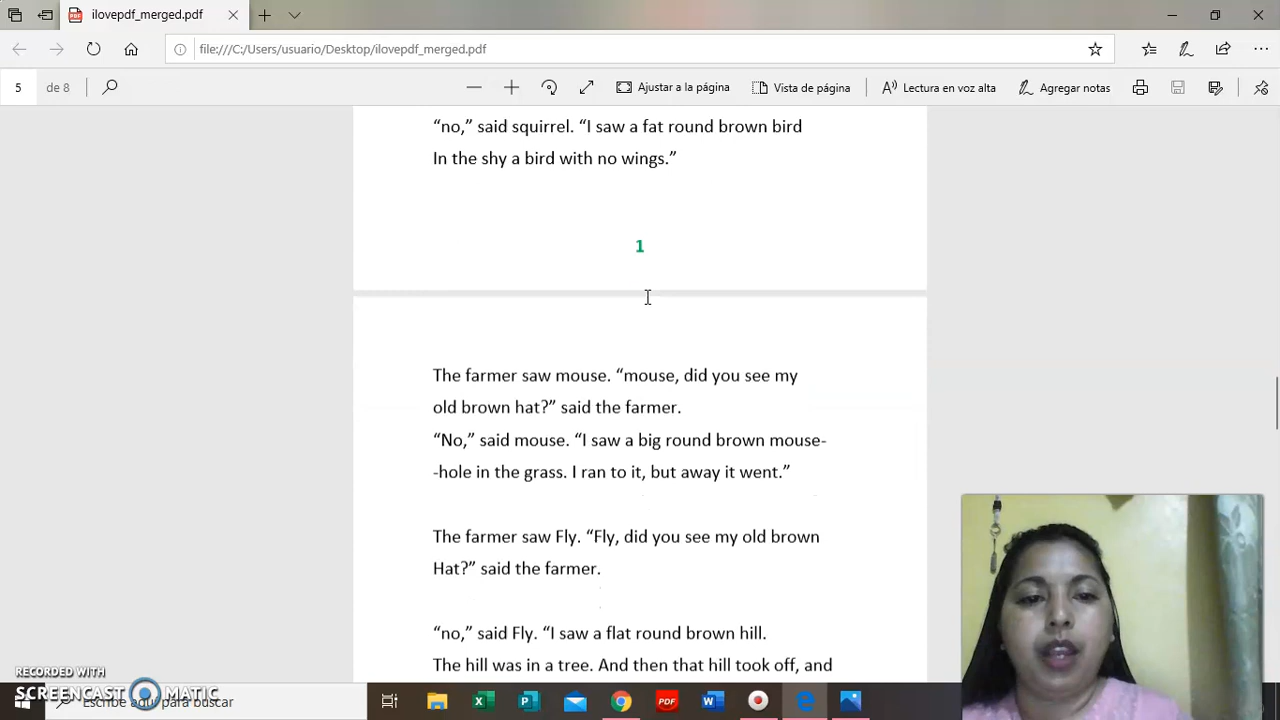 ilovepdf_merged.pdf
file:///C:/Users/usuario/Desktop/ilovepdf_merged.pdf
5 de 8 Ajustar a la página Vista de página Lectura en voz alta Agregar notas
“no,” said squirrel. “I saw a fat round brown bird
In the shy a bird with no wings.”
1
The farmer saw mouse. “mouse, did you see my
old brown hat?” said the farmer.
“No,” said mouse. “I saw a big round brown mouse-
-hole in the grass. I ran to it, but away it went.”
The farmer saw Fly. “Fly, did you see my old brown
Hat?” said the farmer.
“no,” said Fly. “I saw a flat round brown hill.
The hill was in a tree. And then that hill took off, and
RECORDED WITH
SCREENCAST MATIC
Escribe aquí para buscar
PDF